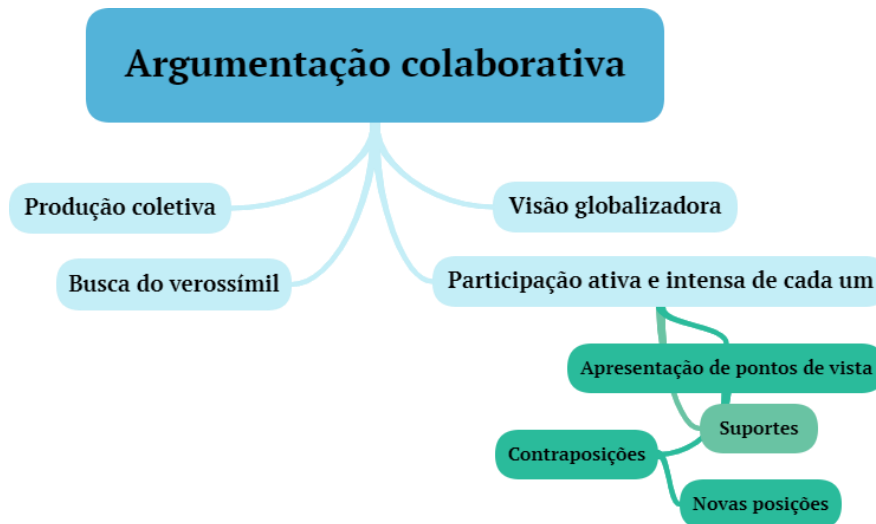 Argumentação colaborativa
Produção coletiva
Visão globalizadora
Busca do verossímil
Participação ativa e intensa de cada um
Apresentação de pontos de vista
Suportes
Contraposições
Novas posições